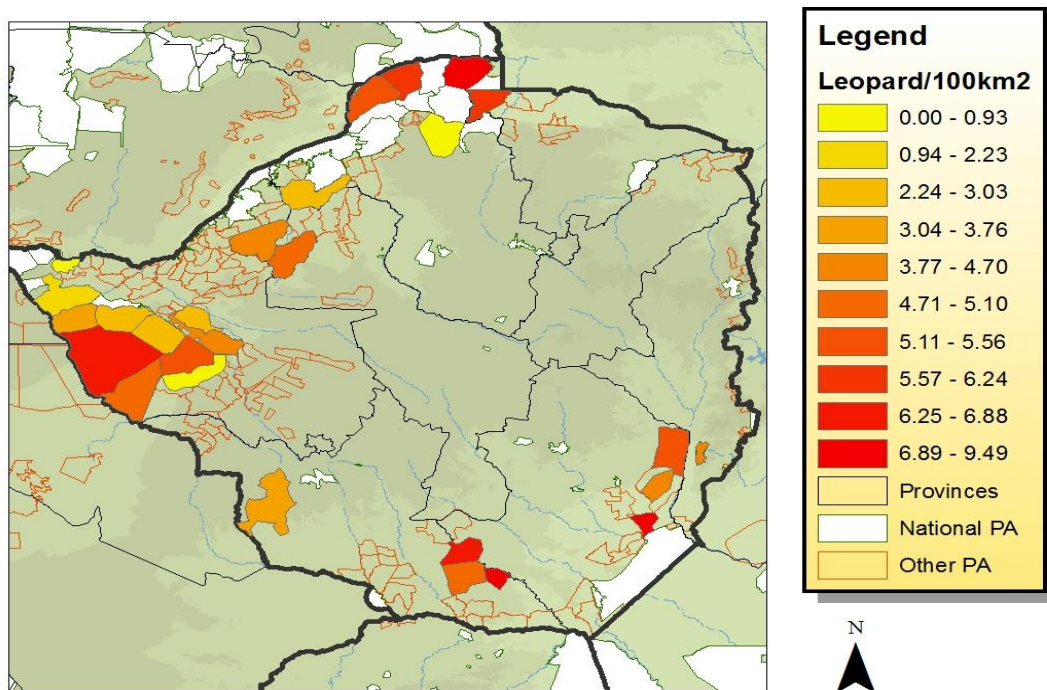 Legend
Leopard/100km2
0.00 - 0.93
0.94 - 2.23
2.24 - 3.03
3.04 - 3.76
3.77 - 4.70
4.71 - 5.10
5.11 - 5.56
5.57 - 6.24
6.25 - 6.88
6.89 - 9.49
Provinces
National PA
Other PA
N